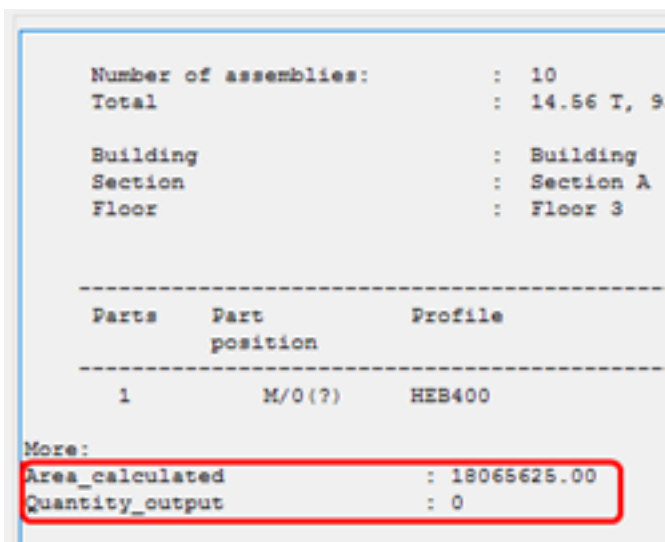 Number of assemblies: : 10
Total : 14.56 T, 9
Building : Building
Section : Section A
Floor : Floor 3
--------------------------------------------------
Parts Part Profile
position
--------------------------------------------------
1 M/0(?) HEB400
More:
Area_calculated : 18065625.00
Quantity_output : 0